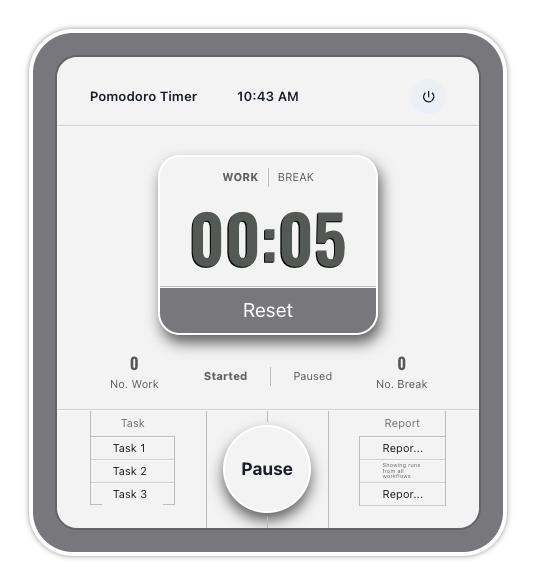 Pomodoro Timer 10:43 AM
WORK BREAK
00:05
Reset
0 0
No. Work Started Paused No. Break
Task Report
Task 1 Repor...
Task 2 Showing runs
from all
workflows
Task 3 Repor...
Pause